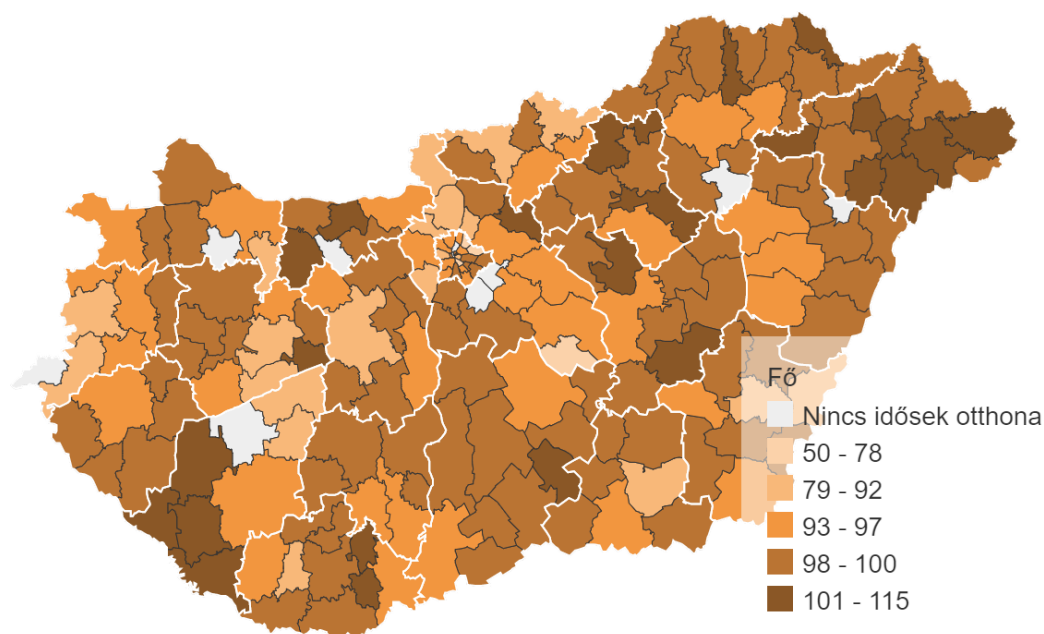 Fő
Nincs idősek otthona
50 - 78
79 - 92
93 - 97
98 - 100
101 - 115